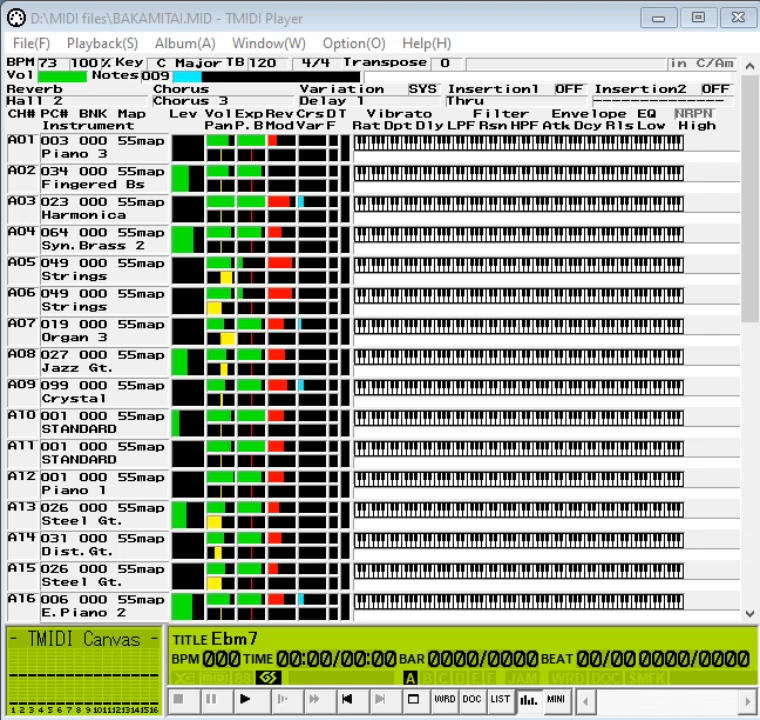 D:\MIDI files\BAKAMITAI.MID - TMIDI Player
File(F) Playback(S) Album(A) Window(W) Option(O) Help(H)
BPM 73 100% Key C Major TB 120 4/4 Transpose 0 in C/Am
Vol Notes 009
Reverb Chorus Variation SYS Insertion1 OFF Insertion2 OFF
Hall 2 Chorus 3 Delay 1 Thru ----------------
CH# PC# BNK Map Lev Vol Exp Rev Crs DT Vibrato Filter Envelope EQ NRPN
Instrument Pan P.B Mod Var F Rat Dpt Dly LPF Rsn HPF Atk Dcy Rls Low High
A01 003 000 55map
Piano 3
A02 034 000 55map
Fingered Bs
A03 023 000 55map
Harmonica
A04 064 000 55map
Syn.Brass 2
A05 049 000 55map
Strings
A06 049 000 55map
Strings
A07 019 000 55map
Organ 3
A08 027 000 55map
Jazz Gt.
A09 099 000 55map
Crystal
A10 001 000 55map
STANDARD
A11 001 000 55map
STANDARD
A12 001 000 55map
Piano 1
A13 026 000 55map
Steel Gt.
A14 031 000 55map
Dist.Gt.
A15 026 000 55map
Steel Gt.
A16 006 000 55map
E.Piano 2
- TMIDI Canvas -
1 2 3 4 5 6 7 8 9 10 11 12 13 14 15 16
TITLE Ebm7
BPM 000 TIME 00:00/00:00 BAR 0000/0000 BEAT 00/00 0000/0000
XG MIDI 88 GS A B C D E F JAM WRD DOC SMFK
WRD DOC LIST MINI